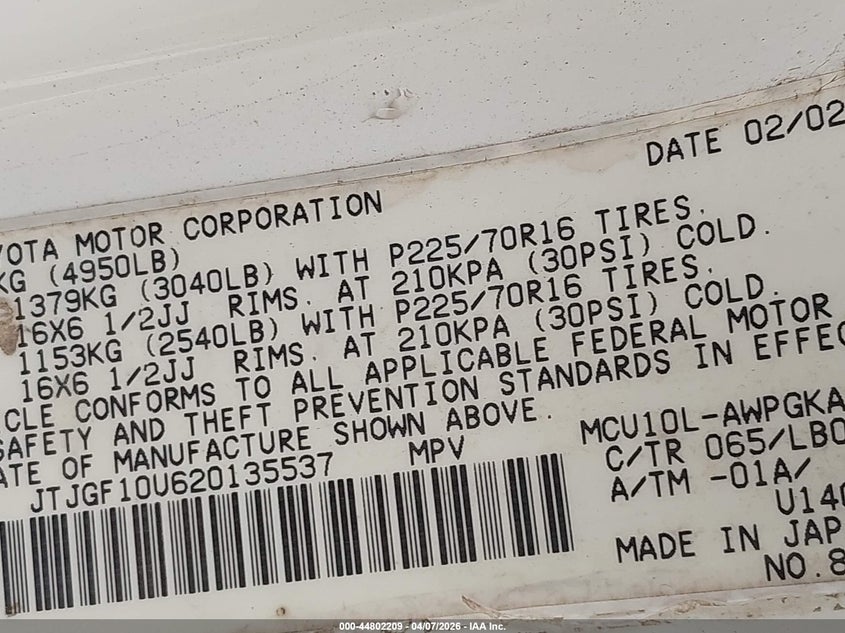 DATE 02/02
YOTA MOTOR CORPORATION
KG (4950LB)
1379KG (3040LB) WITH P225/70R16 TIRES.
16X6 1/2JJ RIMS. AT 210KPA (30PSI) COLD.
1153KG (2540LB) WITH P225/70R16 TIRES.
16X6 1/2JJ RIMS. AT 210KPA (30PSI) COLD.
CLE CONFORMS TO ALL APPLICABLE FEDERAL MOTOR
SAFETY AND THEFT PREVENTION STANDARDS IN EFFEC
ATE OF MANUFACTURE SHOWN ABOVE.
JTJGF10U620135537 MPV
MCU10L-AWPGKA
C/TR 065/LB0
A/TM -01A/
U140
MADE IN JAP
NO.8
000-44802209 - 04/07/2026 - IAA Inc.